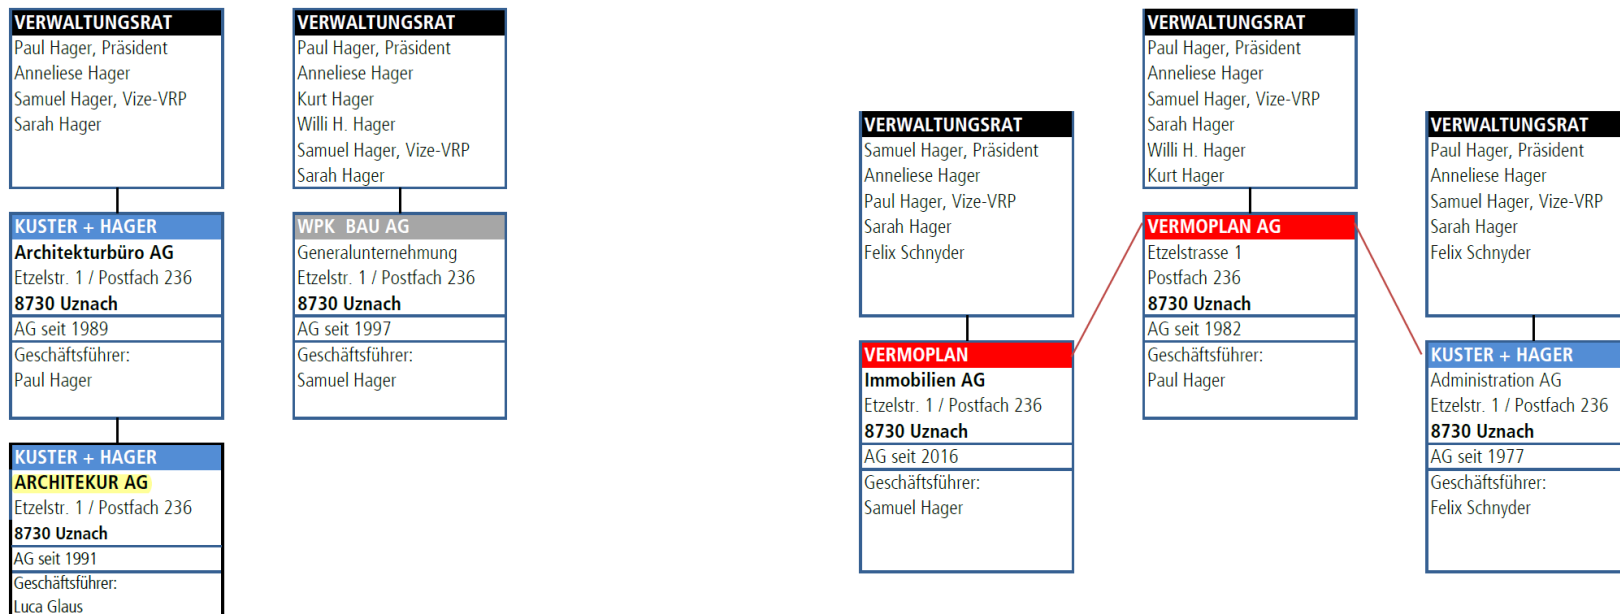 VERWALTUNGSRAT
Paul Hager, Präsident
Anneliese Hager
Samuel Hager, Vize-VRP
Sarah Hager
KUSTER + HAGER
Architekturbüro AG
Etzelstr. 1 / Postfach 236
8730 Uznach
AG seit 1989
Geschäftsführer:
Paul Hager
KUSTER + HAGER
ARCHITEKUR AG
Etzelstr. 1 / Postfach 236
8730 Uznach
AG seit 1991
Geschäftsführer:
Luca Glaus
VERWALTUNGSRAT
Paul Hager, Präsident
Anneliese Hager
Kurt Hager
Willi H. Hager
Samuel Hager, Vize-VRP
Sarah Hager
WPK BAU AG
Generalunternehmung
Etzelstr. 1 / Postfach 236
8730 Uznach
AG seit 1997
Geschäftsführer:
Samuel Hager
VERWALTUNGSRAT
Samuel Hager, Präsident
Anneliese Hager
Paul Hager, Vize-VRP
Sarah Hager
Felix Schnyder
VERMOPLAN
Immobilien AG
Etzelstr. 1 / Postfach 236
8730 Uznach
AG seit 2016
Geschäftsführer:
Samuel Hager
VERWALTUNGSRAT
Paul Hager, Präsident
Anneliese Hager
Samuel Hager, Vize-VRP
Sarah Hager
Willi H. Hager
Kurt Hager
VERMOPLAN AG
Etzelstrasse 1
Postfach 236
8730 Uznach
AG seit 1982
Geschäftsführer:
Paul Hager
VERWALTUNGSRAT
Paul Hager, Präsident
Anneliese Hager
Samuel Hager, Vize-VRP
Sarah Hager
Felix Schnyder
KUSTER + HAGER
Administration AG
Etzelstr. 1 / Postfach 236
8730 Uznach
AG seit 1977
Geschäftsführer:
Felix Schnyder